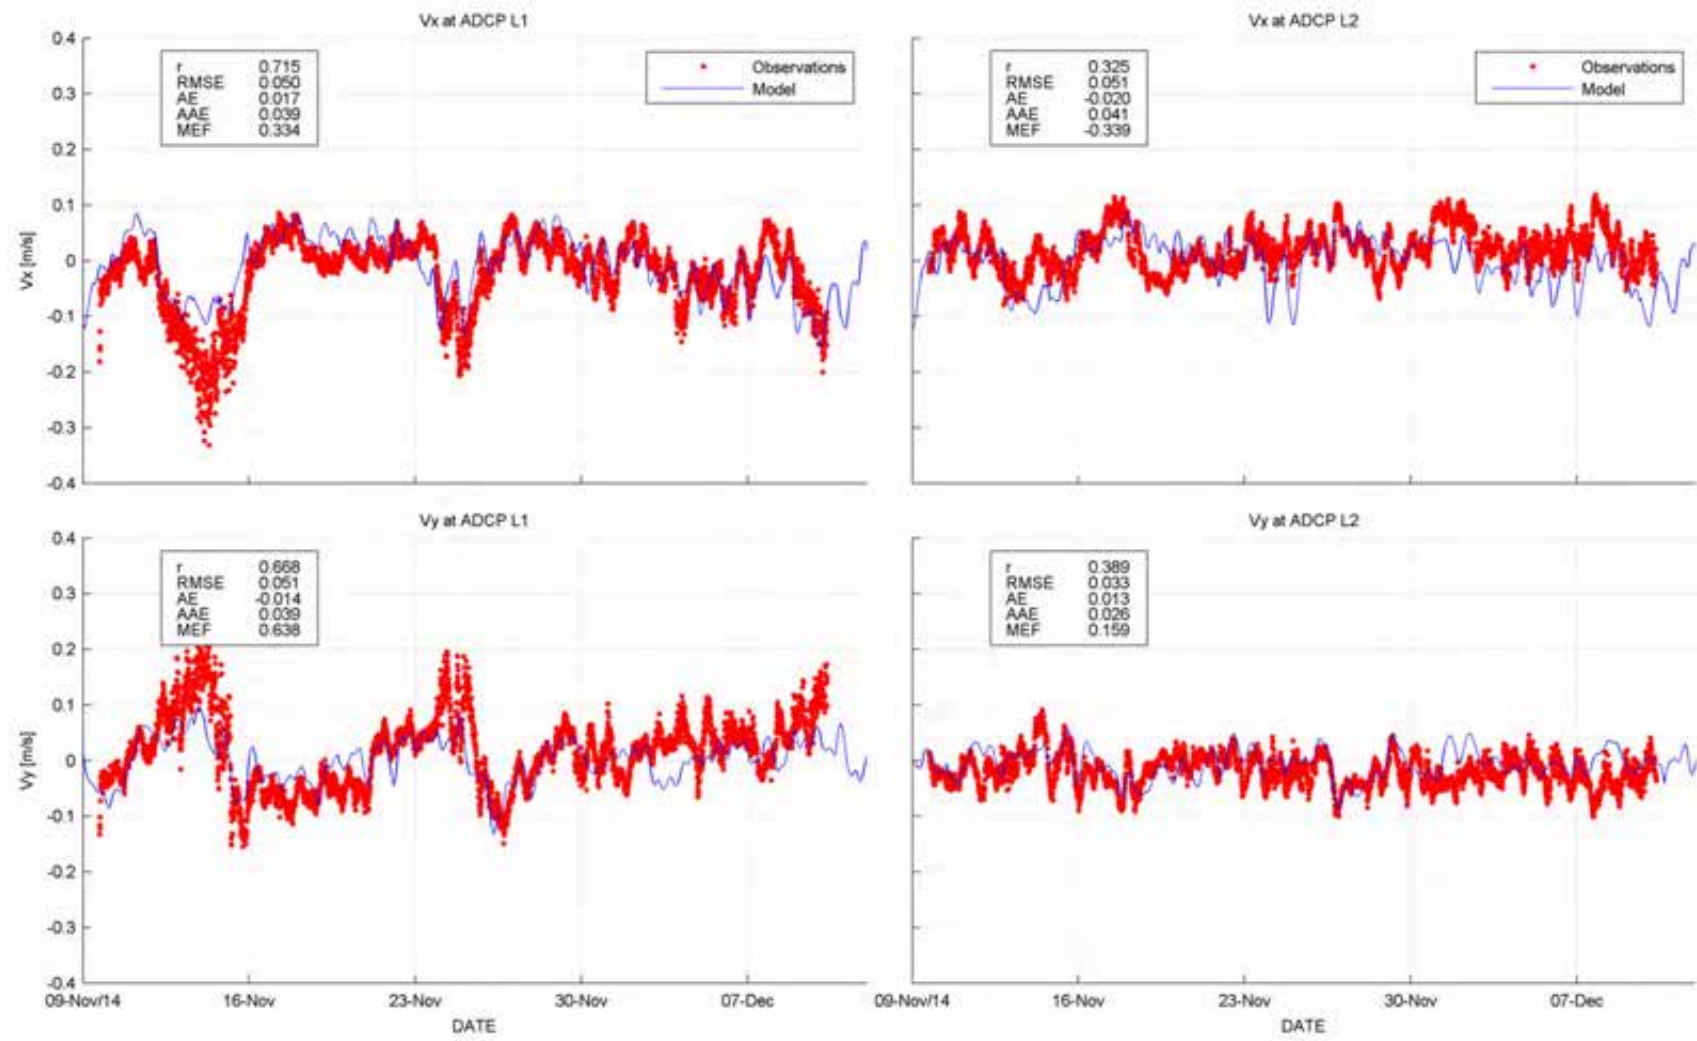 Vx at ADCP L1
0.4
0.3
0.2
0.1
0
-0.1
-0.2
-0.3
-0.4
Vx [m/s]
r 0.715
RMSE 0.050
AE 0.017
AAE 0.039
MEF 0.334
Observations
Model
Vx at ADCP L2
r 0.325
RMSE 0.051
AE -0.020
AAE 0.041
MEF -0.339
Observations
Model
Vy at ADCP L1
0.4
0.3
0.2
0.1
0
-0.1
-0.2
-0.3
-0.4
Vy [m/s]
r 0.668
RMSE 0.051
AE -0.014
AAE 0.039
MEF 0.638
09-Nov/14 16-Nov 23-Nov 30-Nov 07-Dec
DATE
Vy at ADCP L2
r 0.389
RMSE 0.033
AE 0.013
AAE 0.026
MEF 0.159
09-Nov/14 16-Nov 23-Nov 30-Nov 07-Dec
DATE